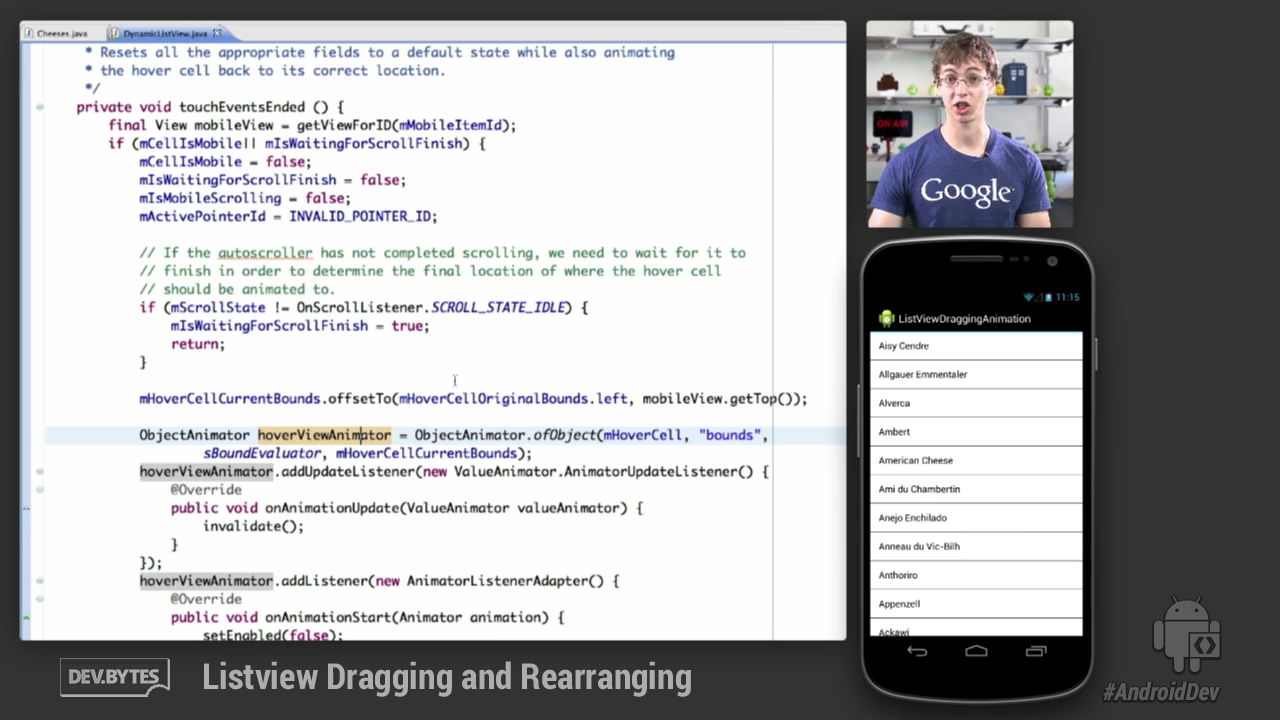 Cheeses.java
DynamicListView.java
* Resets all the appropriate fields to a default state while also animating
* the hover cell back to its correct location.
*/
private void touchEventsEnded () {
final View mobileView = getViewForID(mMobileItemId);
if (mCellIsMobile|| mIsWaitingForScrollFinish) {
mCellIsMobile = false;
mIsWaitingForScrollFinish = false;
mIsMobileScrolling = false;
mActivePointerId = INVALID_POINTER_ID;
// If the autoscroller has not completed scrolling, we need to wait for it to
// finish in order to determine the final location of where the hover cell
// should be animated to.
if (mScrollState != OnScrollListener.SCROLL_STATE_IDLE) {
mIsWaitingForScrollFinish = true;
return;
}
mHoverCellCurrentBounds.offsetTo(mHoverCellOriginalBounds.left, mobileView.getTop());
ObjectAnimator hoverViewAnimator = ObjectAnimator.ofObject(mHoverCell, "bounds",
sBoundEvaluator, mHoverCellCurrentBounds);
hoverViewAnimator.addUpdateListener(new ValueAnimator.AnimatorUpdateListener() {
@Override
public void onAnimationUpdate(ValueAnimator valueAnimator) {
invalidate();
}
});
hoverViewAnimator.addListener(new AnimatorListenerAdapter() {
@Override
public void onAnimationStart(Animator animation) {
setEnabled(false);
ON AIR
Google
11:15
ListViewDraggingAnimation
Aisy Cendre
Allgauer Emmentaler
Alverca
Ambert
American Cheese
Ami du Chambertin
Anejo Enchilado
Anneau du Vic-Bilh
Anthoriro
Appenzell
Ackawi
DEV.BYTES
Listview Dragging and Rearranging
#AndroidDev